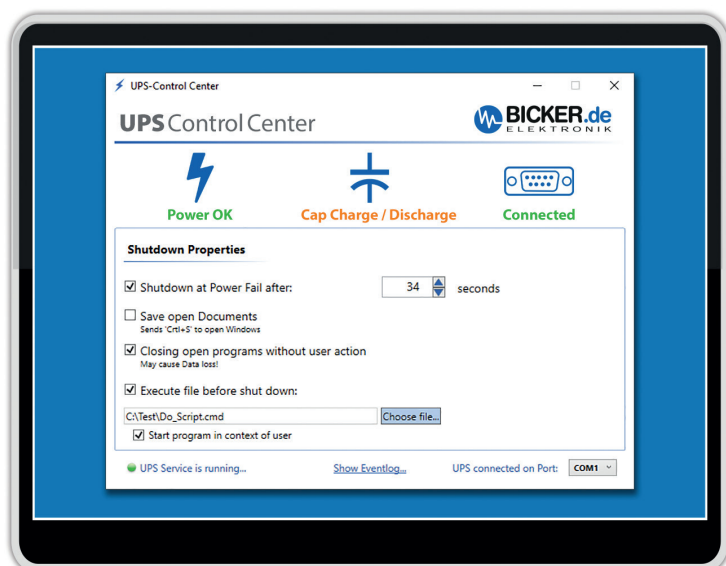 UPS-Control Center
UPS Control Center
BICKER.de
ELEKTRONIK
Power OK
Cap Charge / Discharge
Connected
Shutdown Properties
Shutdown at Power Fail after:
34
seconds
Save open Documents
Sends 'Crtl+S' to open Windows
Closing open programs without user action
May cause Data loss!
Execute file before shut down:
C:\Test\Do_Script.cmd
Choose file...
Start program in context of user
UPS Service is running...
Show Eventlog...
UPS connected on Port:
COM1